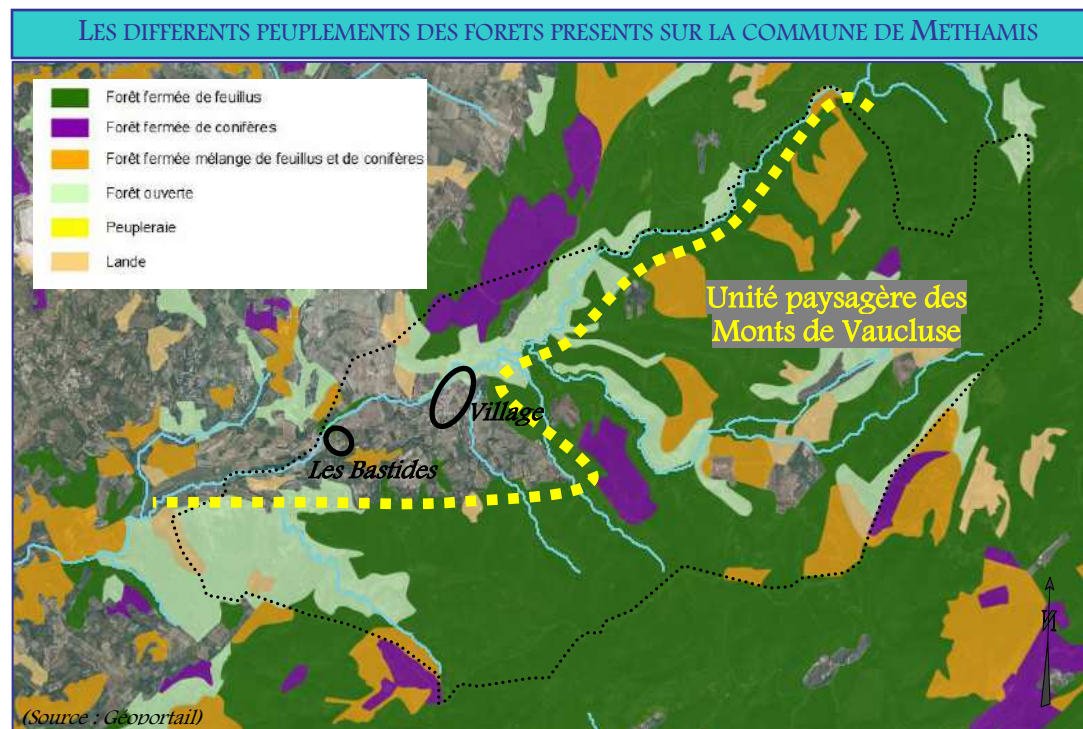 LES DIFFERENTS PEUPLEMENTS DES FORETS PRESENTS SUR LA COMMUNE DE METHAMIS
Forêt fermée de feuillus
Forêt fermée de conifères
Forêt fermée mélange de feuillus et de conifères
Forêt ouverte
Peupleraie
Lande
Unité paysagère des
Monts de Vaucluse
Village
Les Bastides
N
(Source : Géoportail)